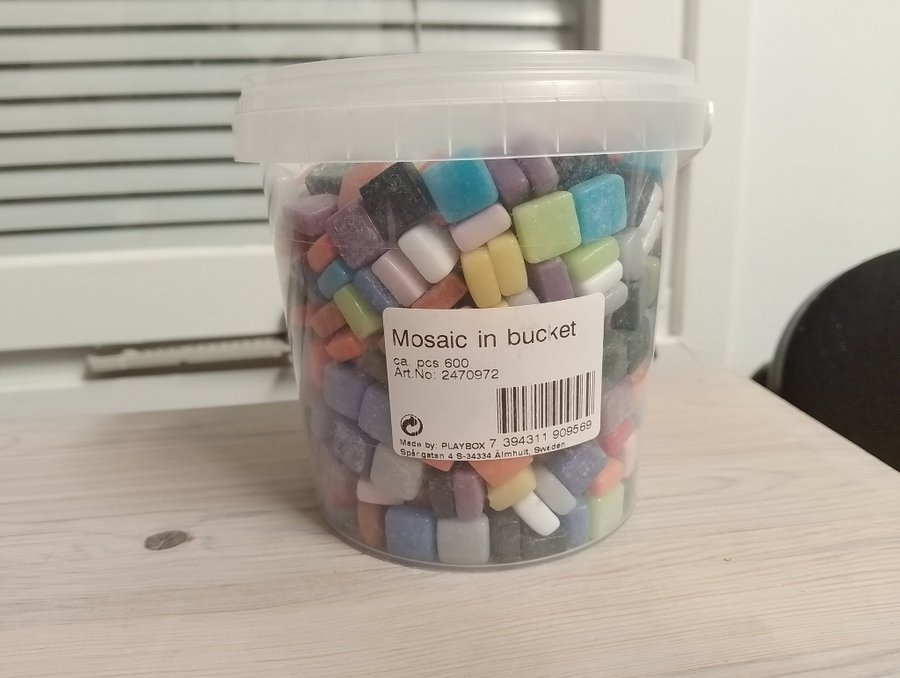 Mosaic in bucket
ca. pcs 600
Art.No: 2470972
7 394311 909569
Made by: PLAYBOX
Spårgatan 4 S-34334 Älmhult, Sweden